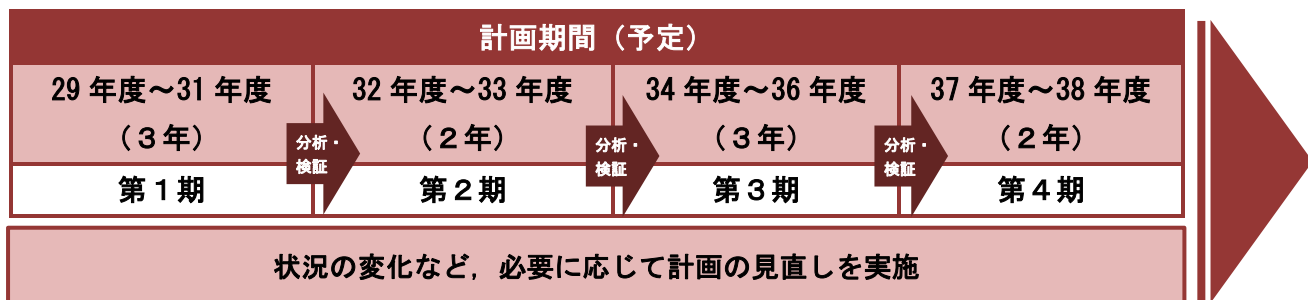 計画期間（予定）
29 年度～31 年度
（３年）
第１期
分析・
検証
32 年度～33 年度
（２年）
第２期
分析・
検証
34 年度～36 年度
（３年）
第３期
分析・
検証
37 年度～38 年度
（２年）
第４期
状況の変化など，必要に応じて計画の見直しを実施